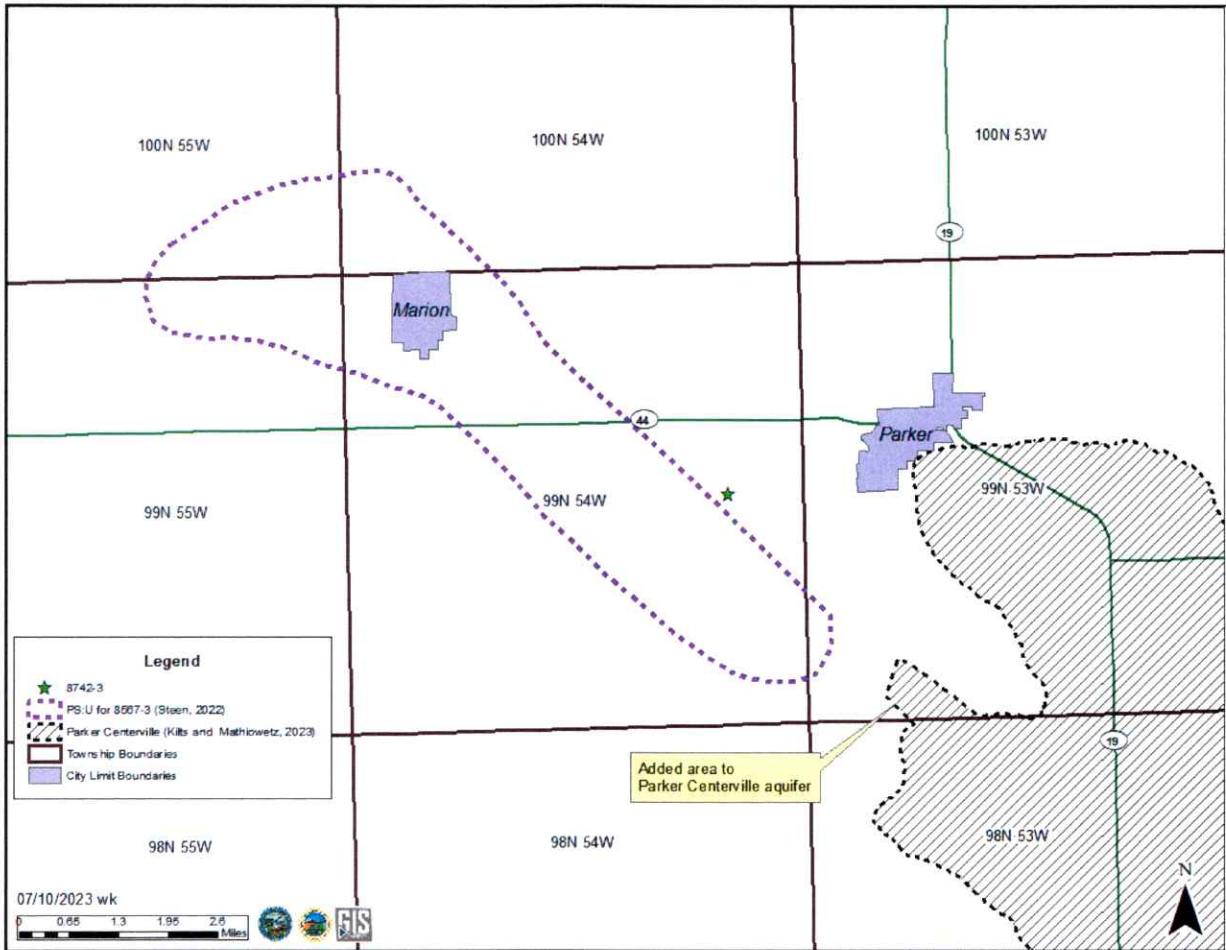 100N 55W
100N 54W
100N 53W
19
Marion
44
Parker
99N 55W
99N 54W
99N 53W
Legend
8742-3
PS:U for 8567-3 (Steen, 2022)
Parker Centerville (Kilts and Mathiowetz, 2023)
Township Boundaries
City Limit Boundaries
Added area to
Parker Centerville aquifer
19
98N 55W
98N 54W
98N 53W
N
07/10/2023 wk
0 0.65 1.3 1.95 2.6
Miles
GIS